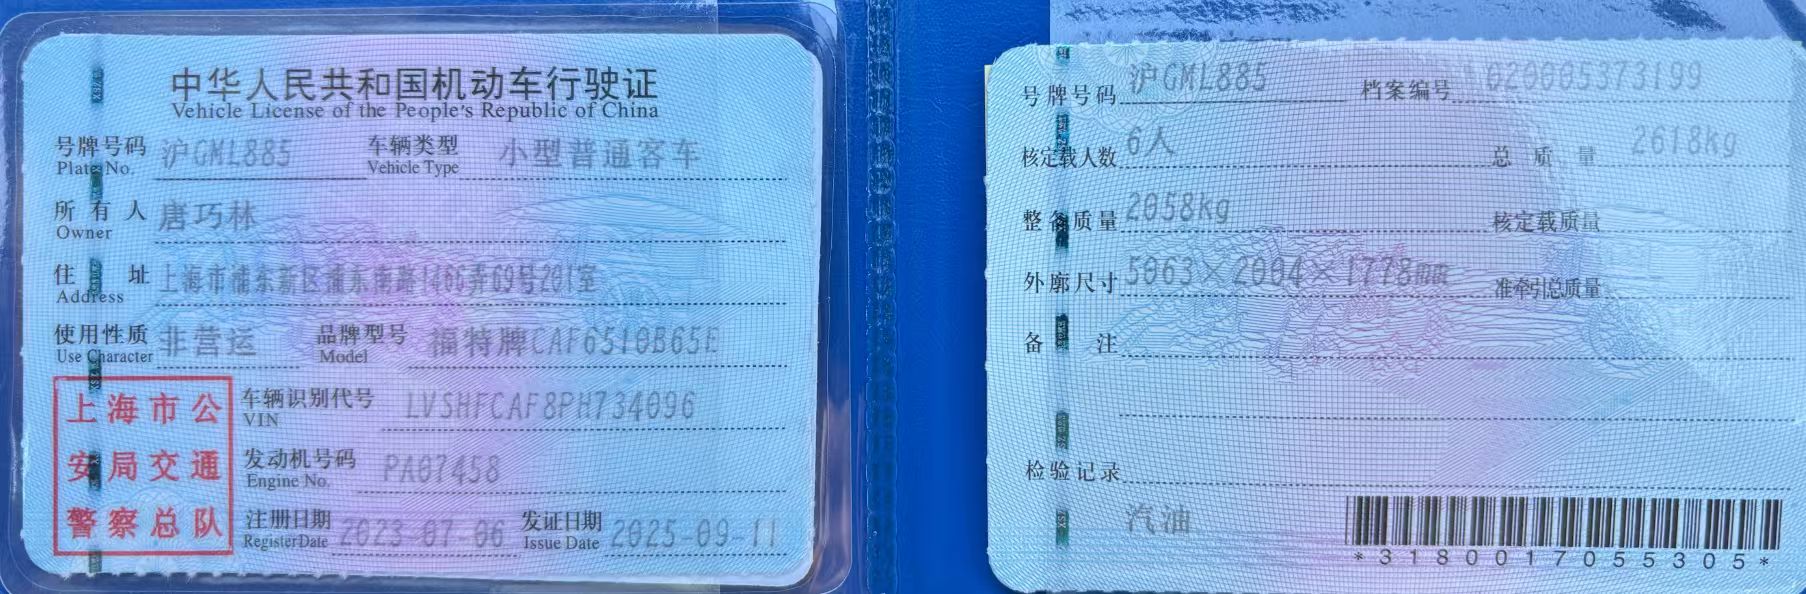 中华人民共和国机动车行驶证
Vehicle License of the People's Republic of China
号牌号码 沪GML885 车辆类型 小型普通客车
Plate No. Vehicle Type
所有人 唐巧林
Owner
住址 上海市浦东新区浦东南路1466弄69号201室
Address
使用性质 非营运 品牌型号 福特牌CAF6510B65E
Use Character Model
车辆识别代号 LVSHFCAF8PH734096
VIN
发动机号码 PA07458
Engine No.
注册日期 2023-07-06 发证日期 2025-09-11
Register Date Issue Date
上海市公
安局交通
警察总队
号牌号码 沪GML885 档案编号 020005373199
核定载人数 6人 总质量 2618kg
整备质量 2058kg 核定载质量
外廓尺寸 5063×2004×1778mm 准牵引总质量
备注
检验记录
汽油
*3180017055305*